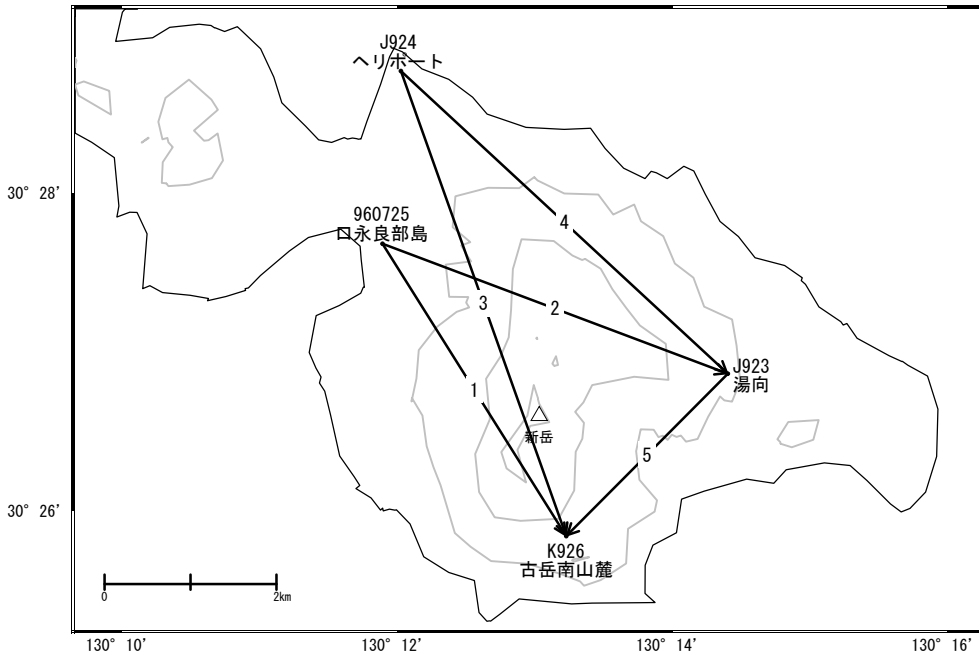 J924
ヘリポート
30° 28'
960725
口永良部島
4
3
2
J923
湯向
1
新岳
5
30° 26'
K926
古岳南山麓
0
2km
130° 10'
130° 12'
130° 14'
130° 16'